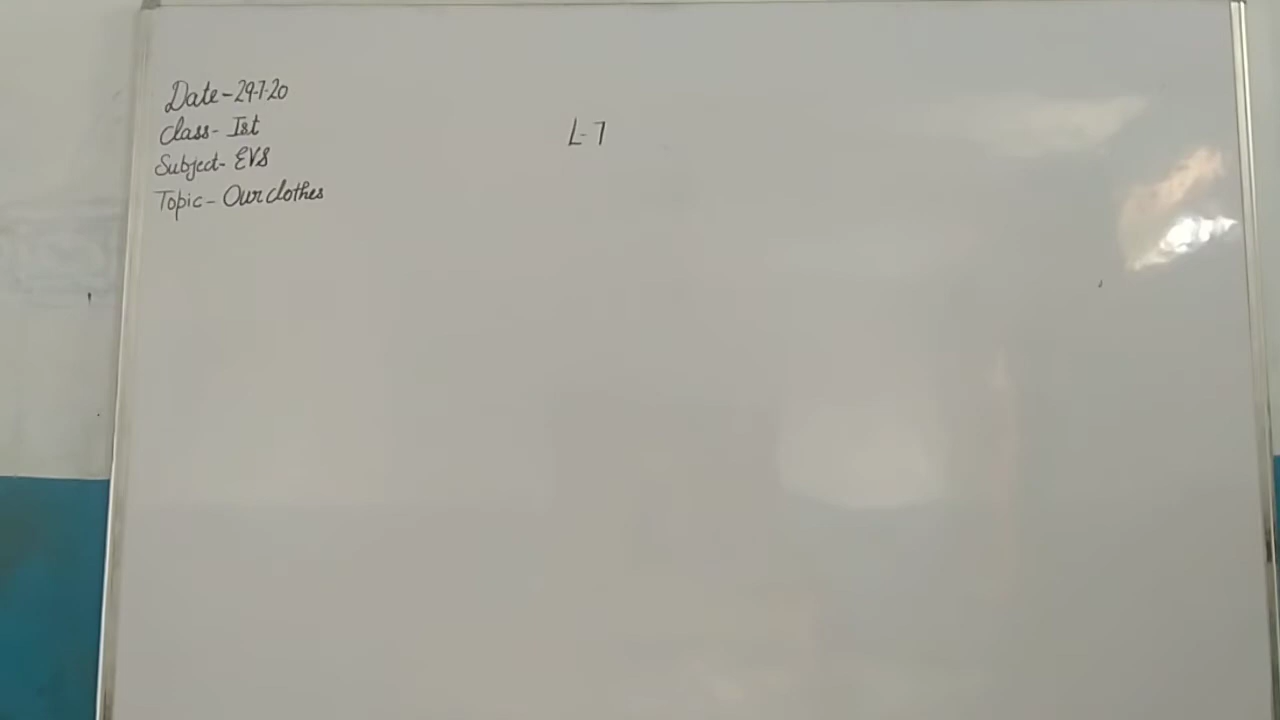 Date-29-7-20
Class- Ist
L-7
Subject- EVS
Topic- Our clothes